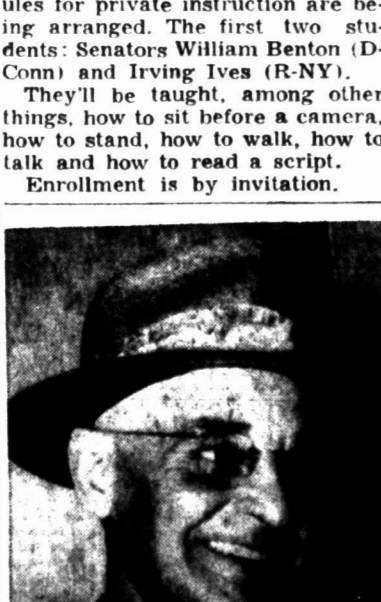 ules for private instruction are be-
ing arranged. The first two stu-
dents: Senators William Benton (D-
Conn) and Irving Ives (R-NY).
They'll be taught, among other
things, how to sit before a camera,
how to stand, how to walk, how to
talk and how to read a script.
Enrollment is by invitation.